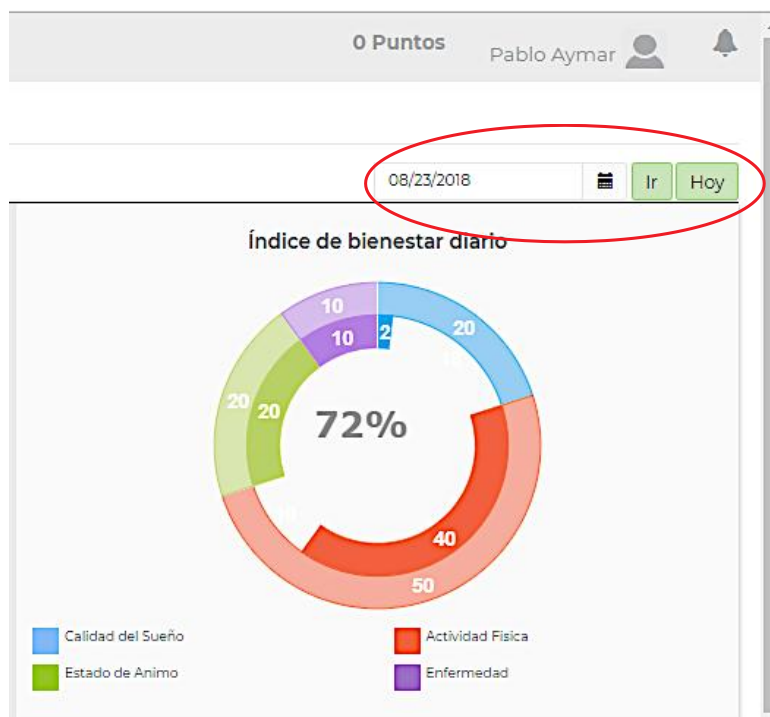 0 Puntos
Pablo Aymar
08/23/2018
Ir
Hoy
Índice de bienestar diario
10
20
10
2
20
20
72%
40
50
Calidad del Sueño
Actividad Fisica
Estado de Animo
Enfermedad